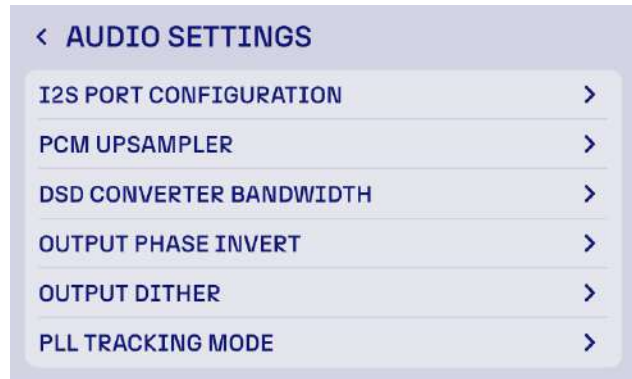 AUDIO SETTINGS
I2S PORT CONFIGURATION
PCM UPSAMPLER
DSD CONVERTER BANDWIDTH
OUTPUT PHASE INVERT
OUTPUT DITHER
PLL TRACKING MODE